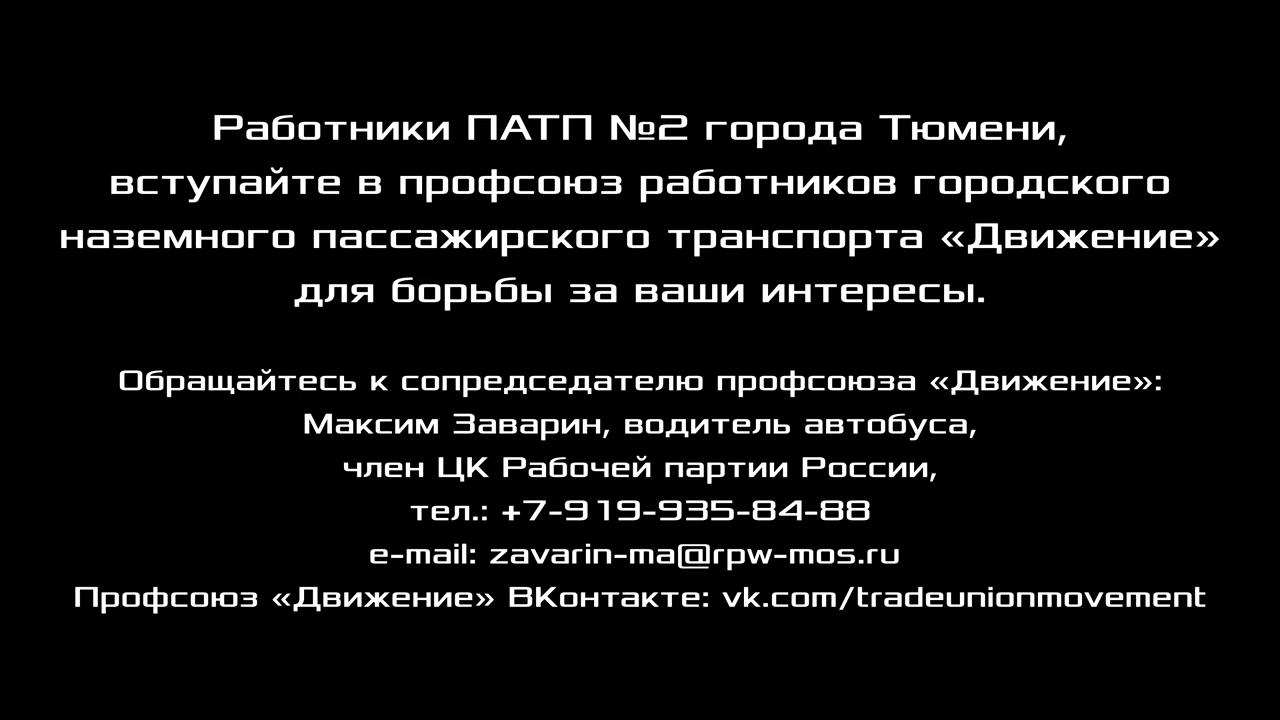 Работники ПАТП №2 города Тюмени,
вступайте в профсоюз работников городского
наземного пассажирского транспорта «Движение»
для борьбы за ваши интересы.
Обращайтесь к сопредседателю профсоюза «Движение»:
Максим Заварин, водитель автобуса,
член ЦК Рабочей партии России,
тел.: +7-919-935-84-88
e-mail: zavarin-ma@rpw-mos.ru
Профсоюз «Движение» ВКонтакте: vk.com/tradeunionmovement